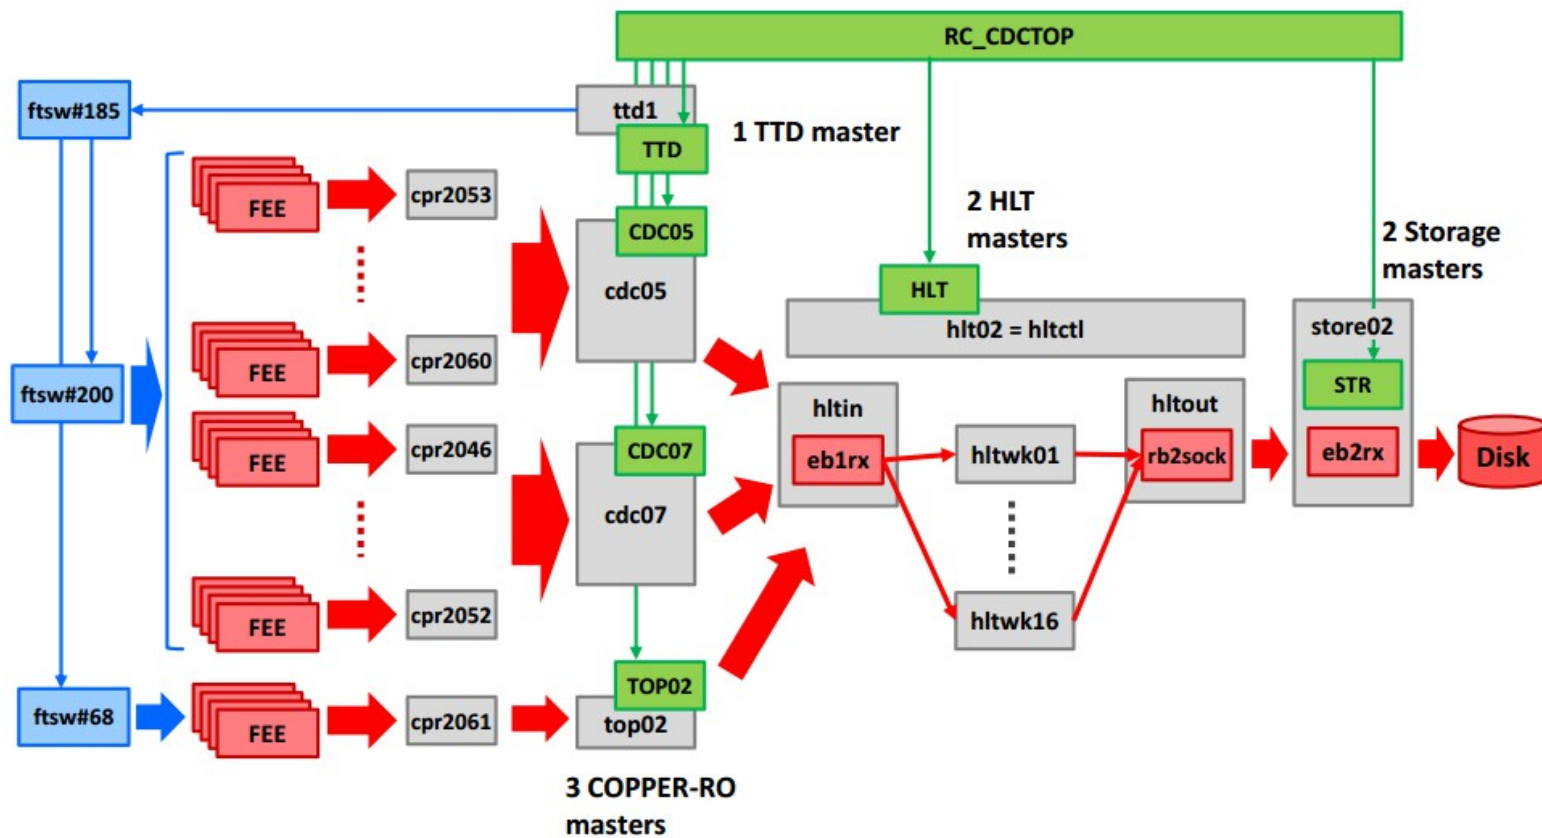 RC_CDCTOP
ftsw#185
ttd1
1 TTD master
TTD
FEE
cpr2053
CDC05
cdc05
2 HLT
masters
2 Storage
masters
HLT
hlt02 = hltctl
store02
STR
eb2rx
Disk
ftsw#200
FEE
cpr2060
FEE
cpr2046
CDC07
cdc07
hltin
eb1rx
hltwk01
hltwk16
hltout
rb2sock
FEE
cpr2052
ftsw#68
FEE
cpr2061
TOP02
top02
3 COPPER-RO
masters